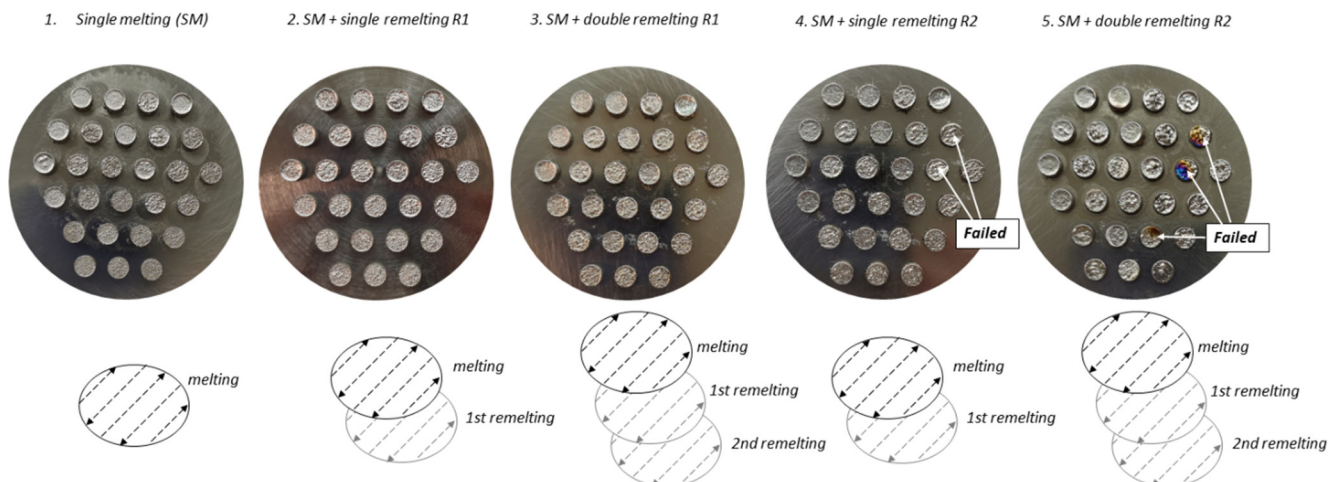 1. Single melting (SM)
2. SM + single remelting R1
3. SM + double remelting R1
4. SM + single remelting R2
5. SM + double remelting R2
Failed
Failed
melting
melting
1st remelting
melting
1st remelting
2nd remelting
melting
1st remelting
melting
1st remelting
2nd remelting